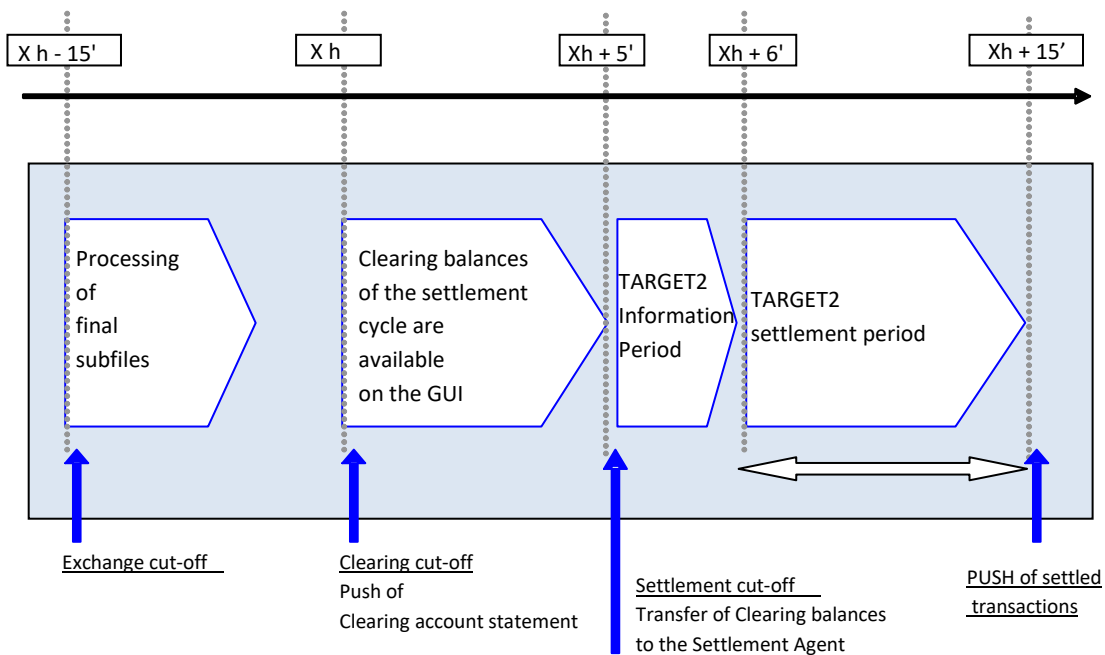 X h - 15'
X h
Xh + 5'
Xh + 6'
Xh + 15’
Processing
of
final
subfiles
Clearing balances
of the settlement
cycle are
available
on the GUI
TARGET2
Information
Period
TARGET2
settlement period
Exchange cut-off
Clearing cut-off
Push of
Clearing account statement
Settlement cut-off
Transfer of Clearing balances
to the Settlement Agent
PUSH of settled
transactions